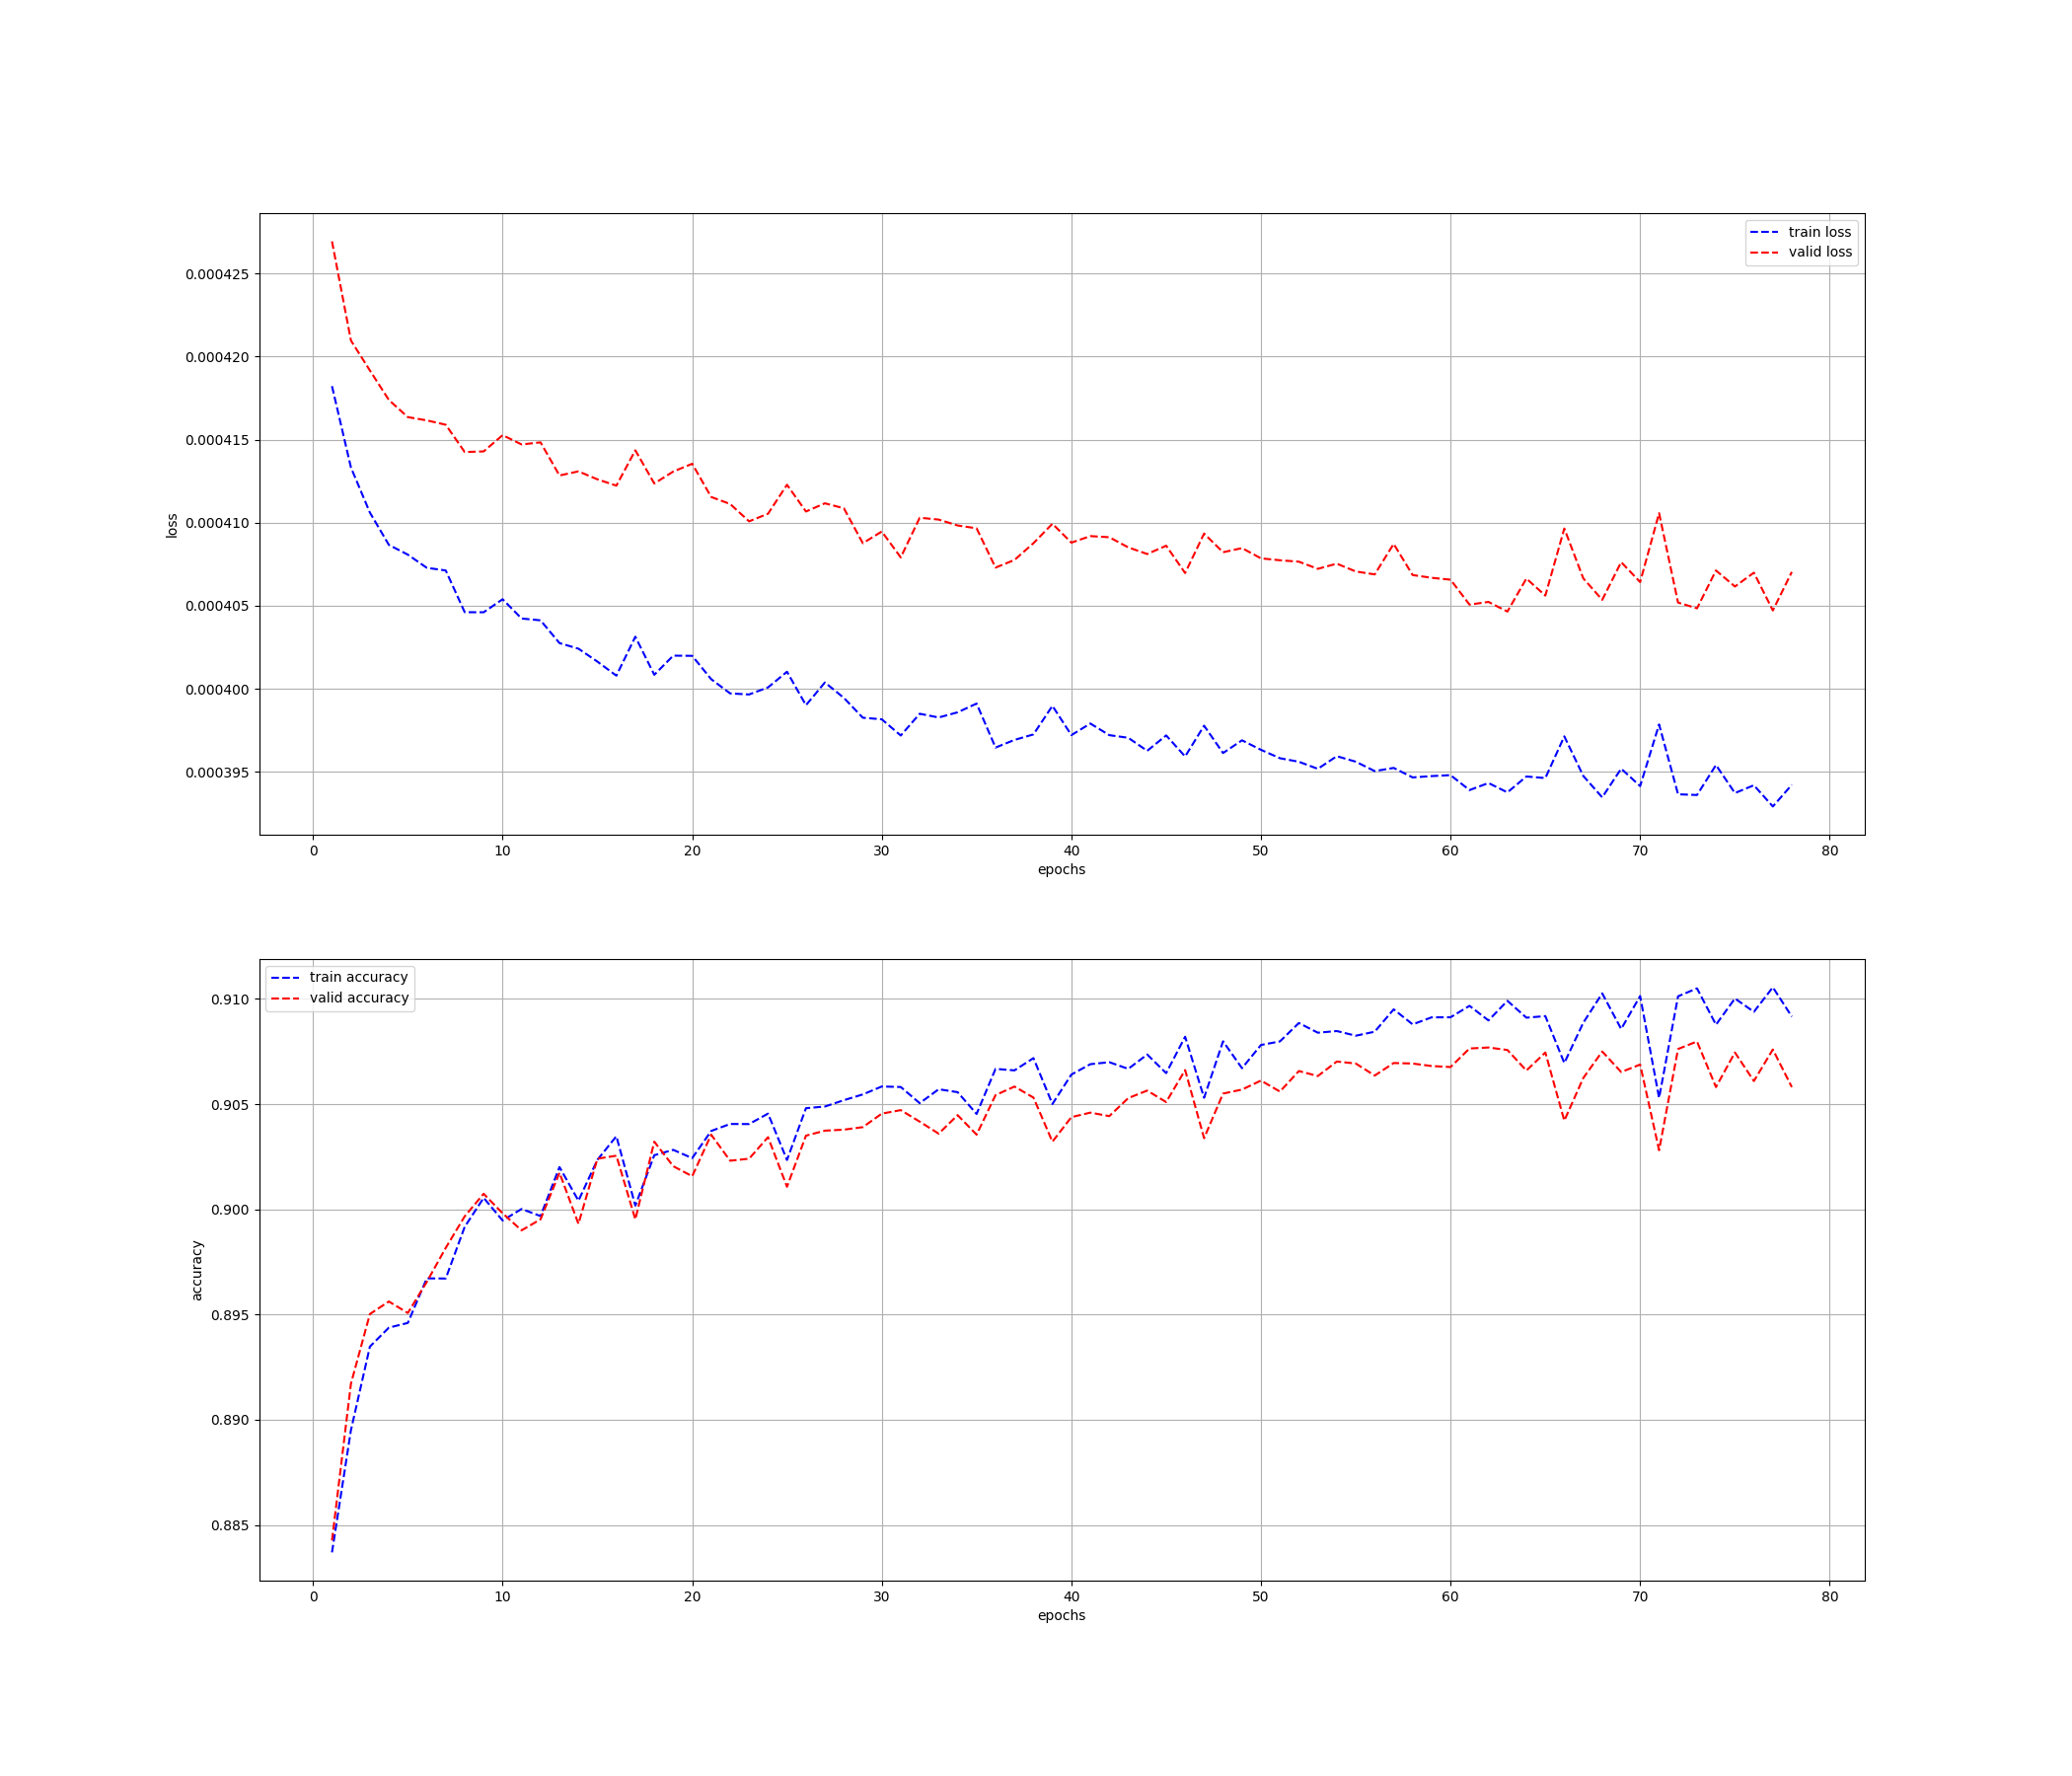 train loss
valid loss
0.000425
0.000420
0.000415
0.000410
0.000405
0.000400
0.000395
loss
0 10 20 30 40 50 60 70 80
epochs
train accuracy
valid accuracy
0.910
0.905
0.900
0.895
0.890
0.885
accuracy
0 10 20 30 40 50 60 70 80
epochs